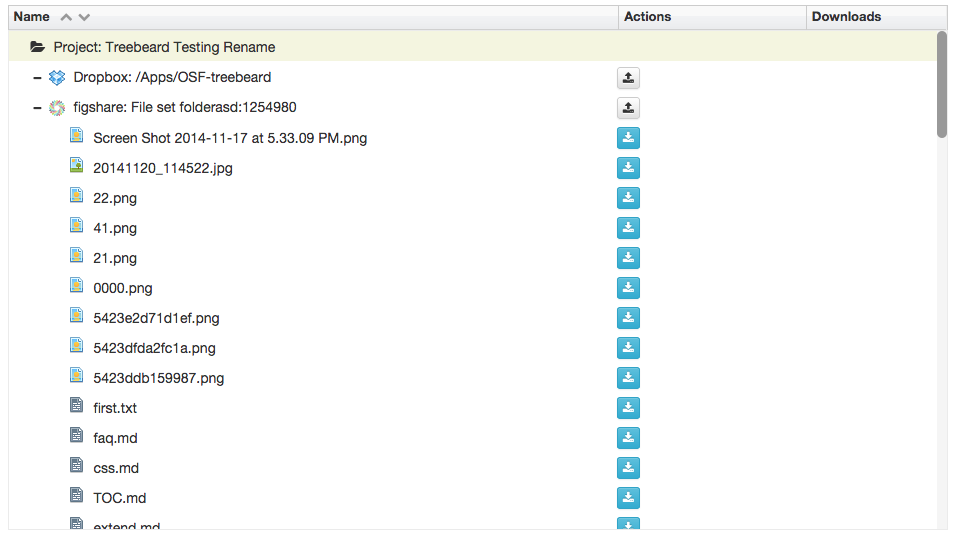 Name Actions Downloads
Project: Treebeard Testing Rename
Dropbox: /Apps/OSF-treebeard
figshare: File set folderasd:1254980
Screen Shot 2014-11-17 at 5.33.09 PM.png
20141120_114522.jpg
22.png
41.png
21.png
0000.png
5423e2d71d1ef.png
5423dfda2fc1a.png
5423ddb159987.png
first.txt
faq.md
css.md
TOC.md
extend.md